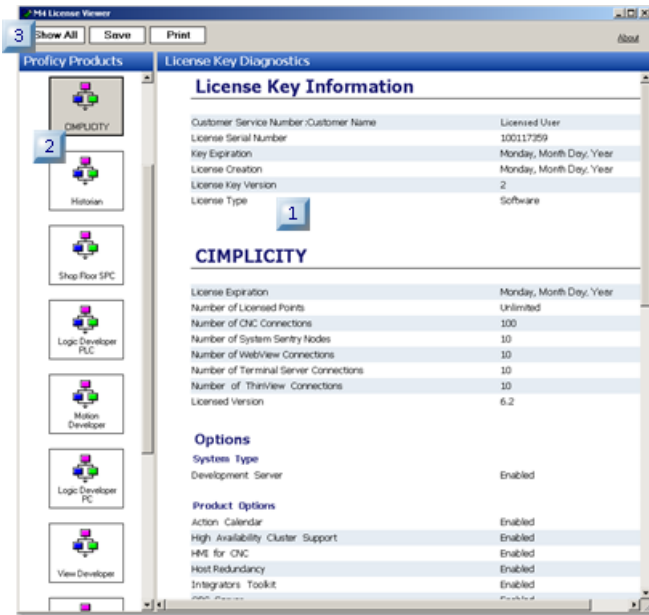 M4 License Viewer
3
Show All Save Print
About
Proficy Products
License Key Diagnostics
CIMPLICITY
2
Historian
Shop Floor SPC
Logic Developer
PLC
Motion
Developer
Logic Developer
PC
View Developer
License Key Information
Customer Service Number:Customer Name Licensed User
License Serial Number 100117359
Key Expiration Monday, Month Day, Year
License Creation Monday, Month Day, Year
License Key Version 2
License Type Software
1
CIMPLICITY
License Expiration Monday, Month Day, Year
Number of Licensed Points Unlimited
Number of CNC Connections 100
Number of System Sentry Nodes 10
Number of WebView Connections 10
Number of Terminal Server Connections 10
Number of ThinView Connections 10
Licensed Version 6.2
Options
System Type
Development Server Enabled
Product Options
Action Calendar Enabled
High Availability Cluster Support Enabled
HMI for CNC Enabled
Host Redundancy Enabled
Integrators Toolkit Enabled